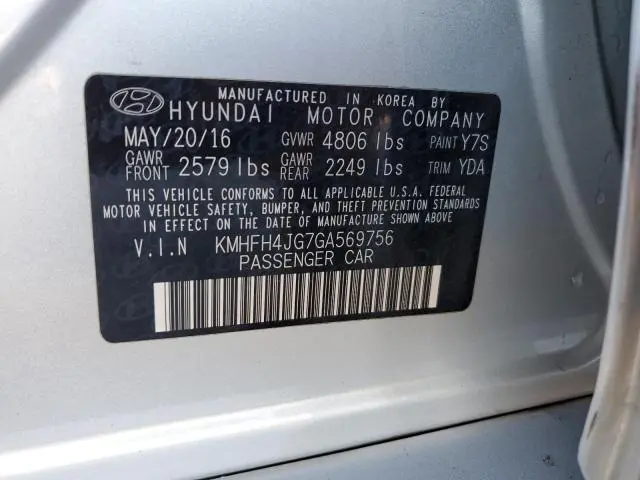 MANUFACTURED IN KOREA BY
HYUNDAI MOTOR COMPANY
MAY/20/16 GVWR 4806 lbs PAINT Y7S
GAWR FRONT 2579 lbs GAWR REAR 2249 lbs TRIM YDA
THIS VEHICLE CONFORMS TO ALL APPLICABLE U.S.A. FEDERAL
MOTOR VEHICLE SAFETY, BUMPER, AND THEFT PREVENTION STANDARDS
IN EFFECT ON THE DATE OF MANUFACTURE SHOWN ABOVE
V.I.N KMHFH4JG7GA569756
PASSENGER CAR